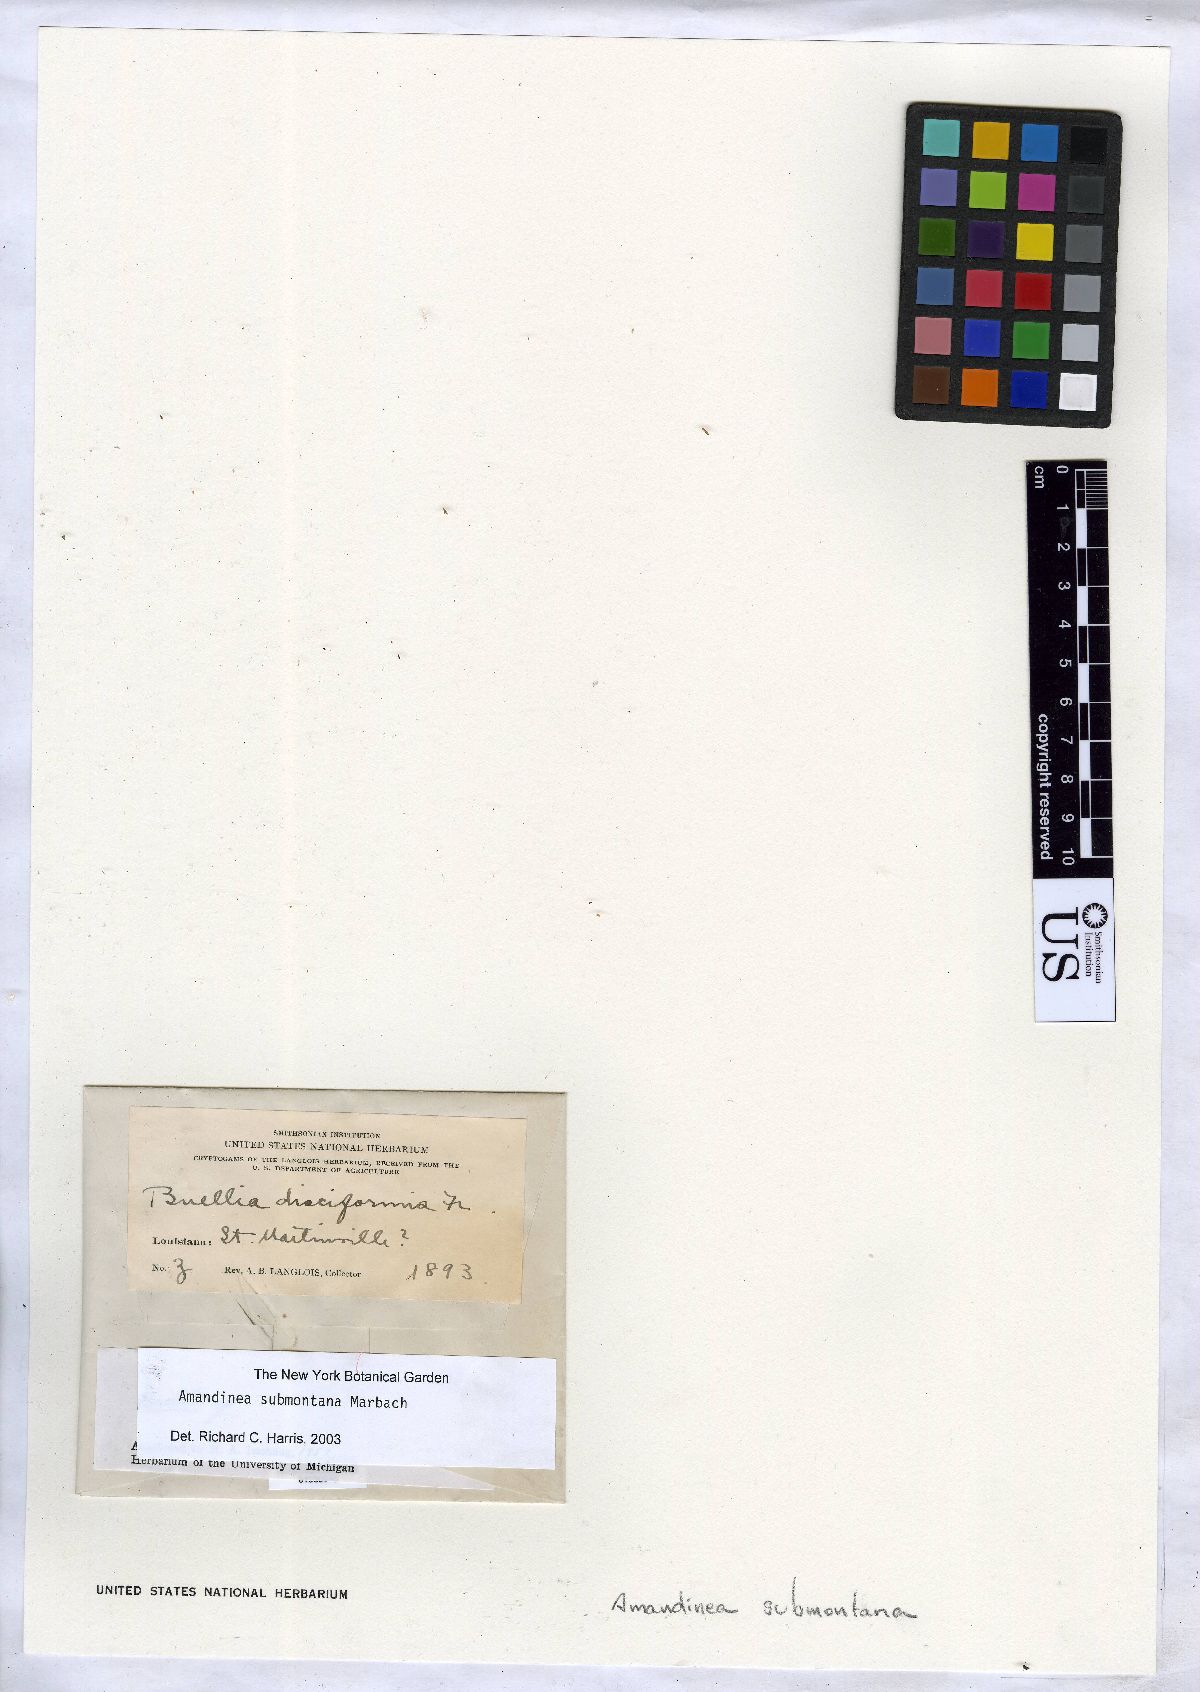 0 1 2 3 4 5 6 7 8 9 10
cm
copyright reserved
Smithsonian
Institution
US
SMITHSONIAN INSTITUTION
UNITED STATES NATIONAL HERBARIUM
CRYPTOGAMS OF THE LANGLOIS HERBARIUM, RECEIVED FROM THE
U. S. DEPARTMENT OF AGRICULTURE
Buellia disciformis Fr.
Louisiana: St. Martinville?
No. Rev. A. B. LANGLOIS, Collector 1893
The New York Botanical Garden
Amandinea submontana Marbach
Det. Richard C. Harris, 2003
Herbarium of the University of Michigan
UNITED STATES NATIONAL HERBARIUM
Amandinea submontana